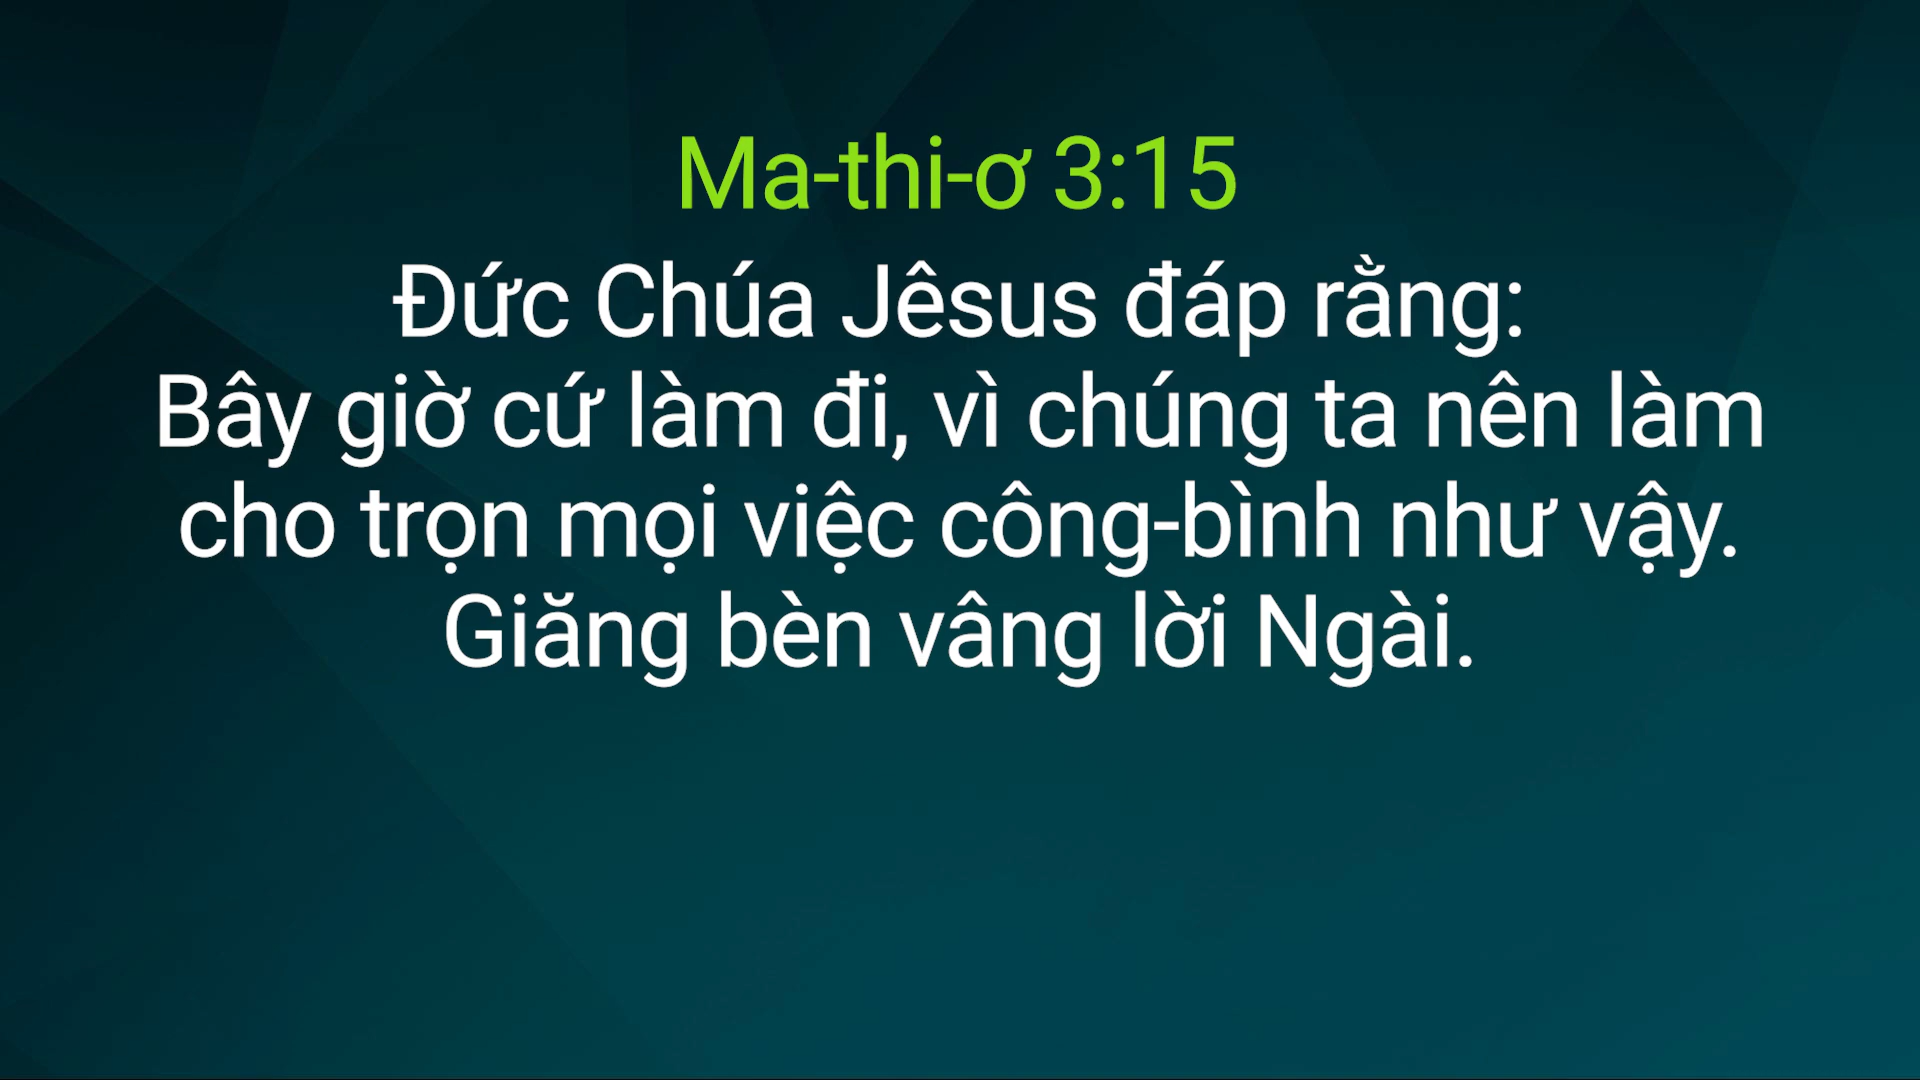 Ma-thi-ơ 3:15
Đức Chúa Jêsus đáp rằng:
Bây giờ cứ làm đi, vì chúng ta nên làm
cho trọn mọi việc công-bình như vậy.
Giăng bèn vâng lời Ngài.